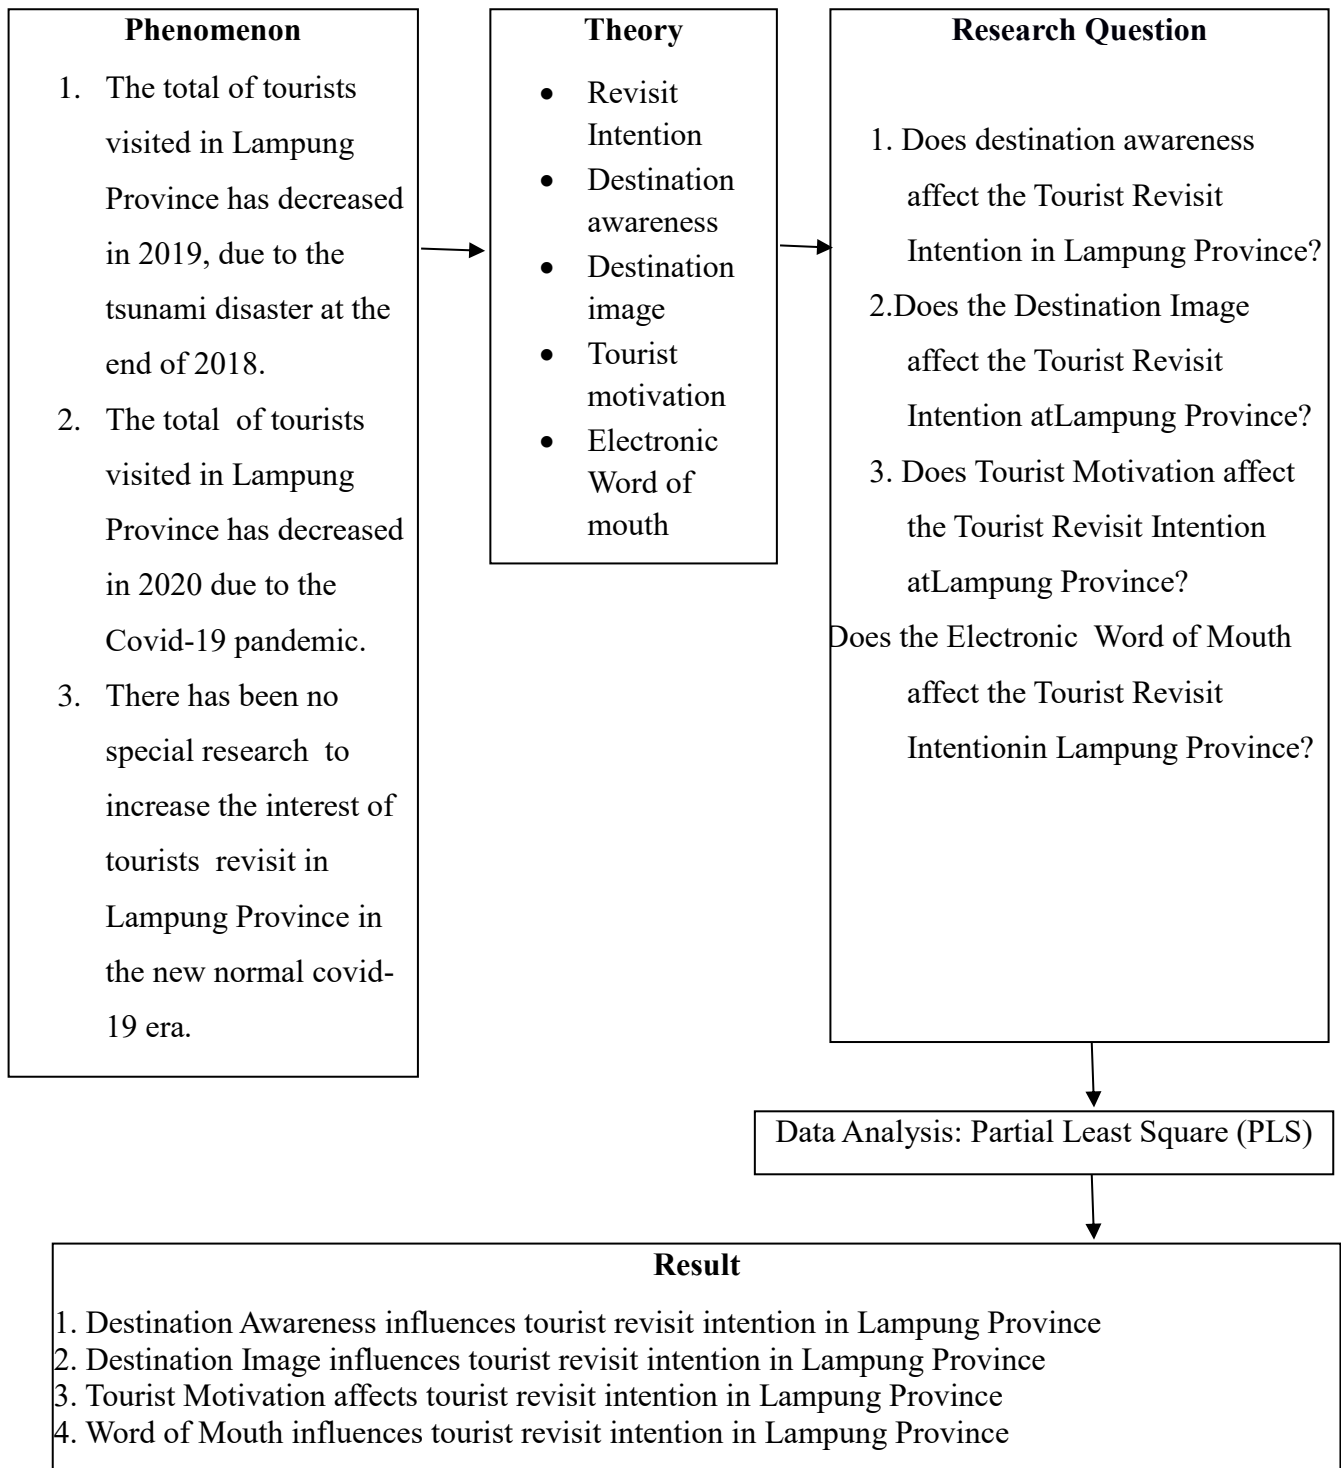 Phenomenon
1. The total of tourists
visited in Lampung
Province has decreased
in 2019, due to the
tsunami disaster at the
end of 2018.
2. The total  of tourists
visited in Lampung
Province has decreased
in 2020 due to the
Covid-19 pandemic.
3. There has been no
special research  to
increase the interest of
tourists  revisit in
Lampung Province in
the new normal covid-
19 era.
Theory
• Revisit
Intention
• Destination
awareness
• Destination
image
• Tourist
motivation
• Electronic
Word of
mouth
Research Question
1. Does destination awareness
affect the Tourist Revisit
Intention in Lampung Province?
2.Does the Destination Image
affect the Tourist Revisit
Intention atLampung Province?
3. Does Tourist Motivation affect
the Tourist Revisit Intention
atLampung Province?
Does the Electronic  Word of Mouth
affect the Tourist Revisit
Intentionin Lampung Province?
Data Analysis: Partial Least Square (PLS)
Result
1. Destination Awareness influences tourist revisit intention in Lampung Province
2. Destination Image influences tourist revisit intention in Lampung Province
3. Tourist Motivation affects tourist revisit intention in Lampung Province
4. Word of Mouth influences tourist revisit intention in Lampung Province